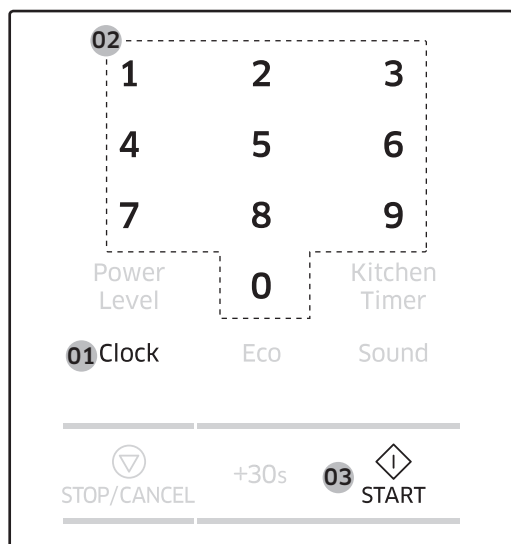 02
1 2 3
4 5 6
7 8 9
Power Level 0 Kitchen Timer
01 Clock Eco Sound
STOP/CANCEL +30s 03 START